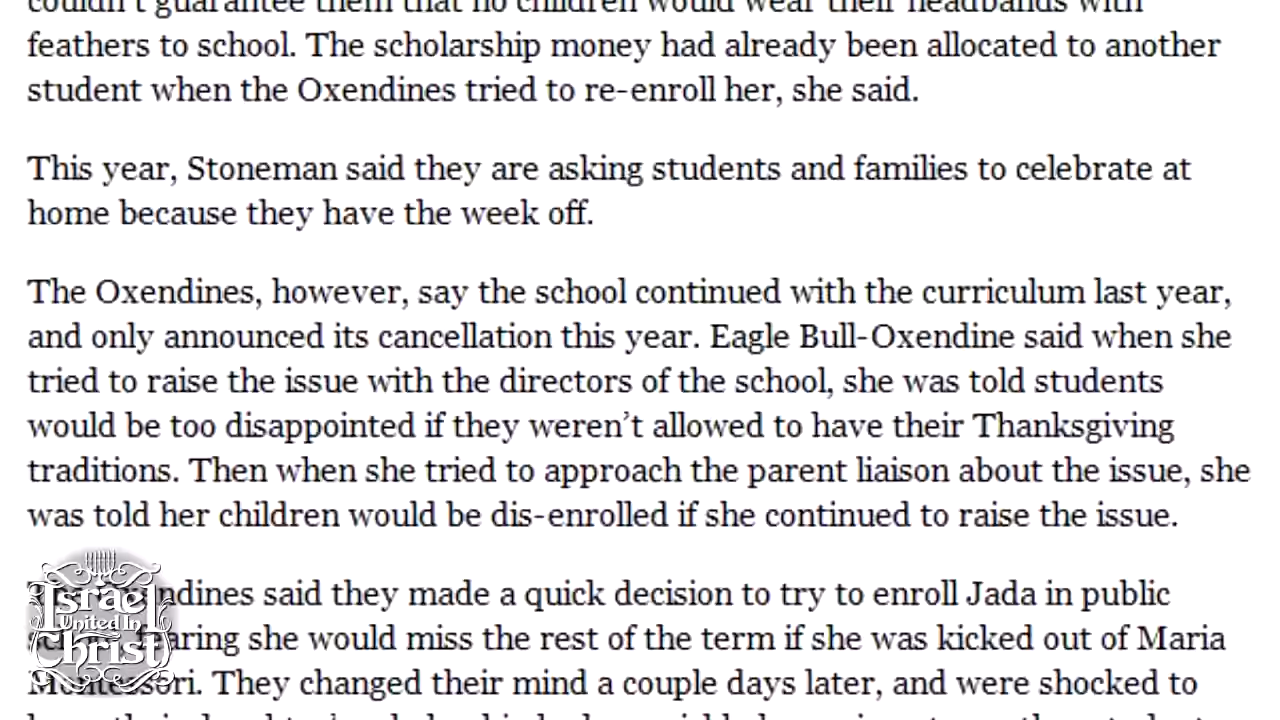 couldn't guarantee them that no children would wear their headbands with
feathers to school. The scholarship money had already been allocated to another
student when the Oxendines tried to re-enroll her, she said.
This year, Stoneman said they are asking students and families to celebrate at
home because they have the week off.
The Oxendines, however, say the school continued with the curriculum last year,
and only announced its cancellation this year. Eagle Bull-Oxendine said when she
tried to raise the issue with the directors of the school, she was told students
would be too disappointed if they weren’t allowed to have their Thanksgiving
traditions. Then when she tried to approach the parent liaison about the issue, she
was told her children would be dis-enrolled if she continued to raise the issue.
ndines said they made a quick decision to try to enroll Jada in public
aring she would miss the rest of the term if she was kicked out of Maria
Montessori. They changed their mind a couple days later, and were shocked to
Israel
United In
Christ